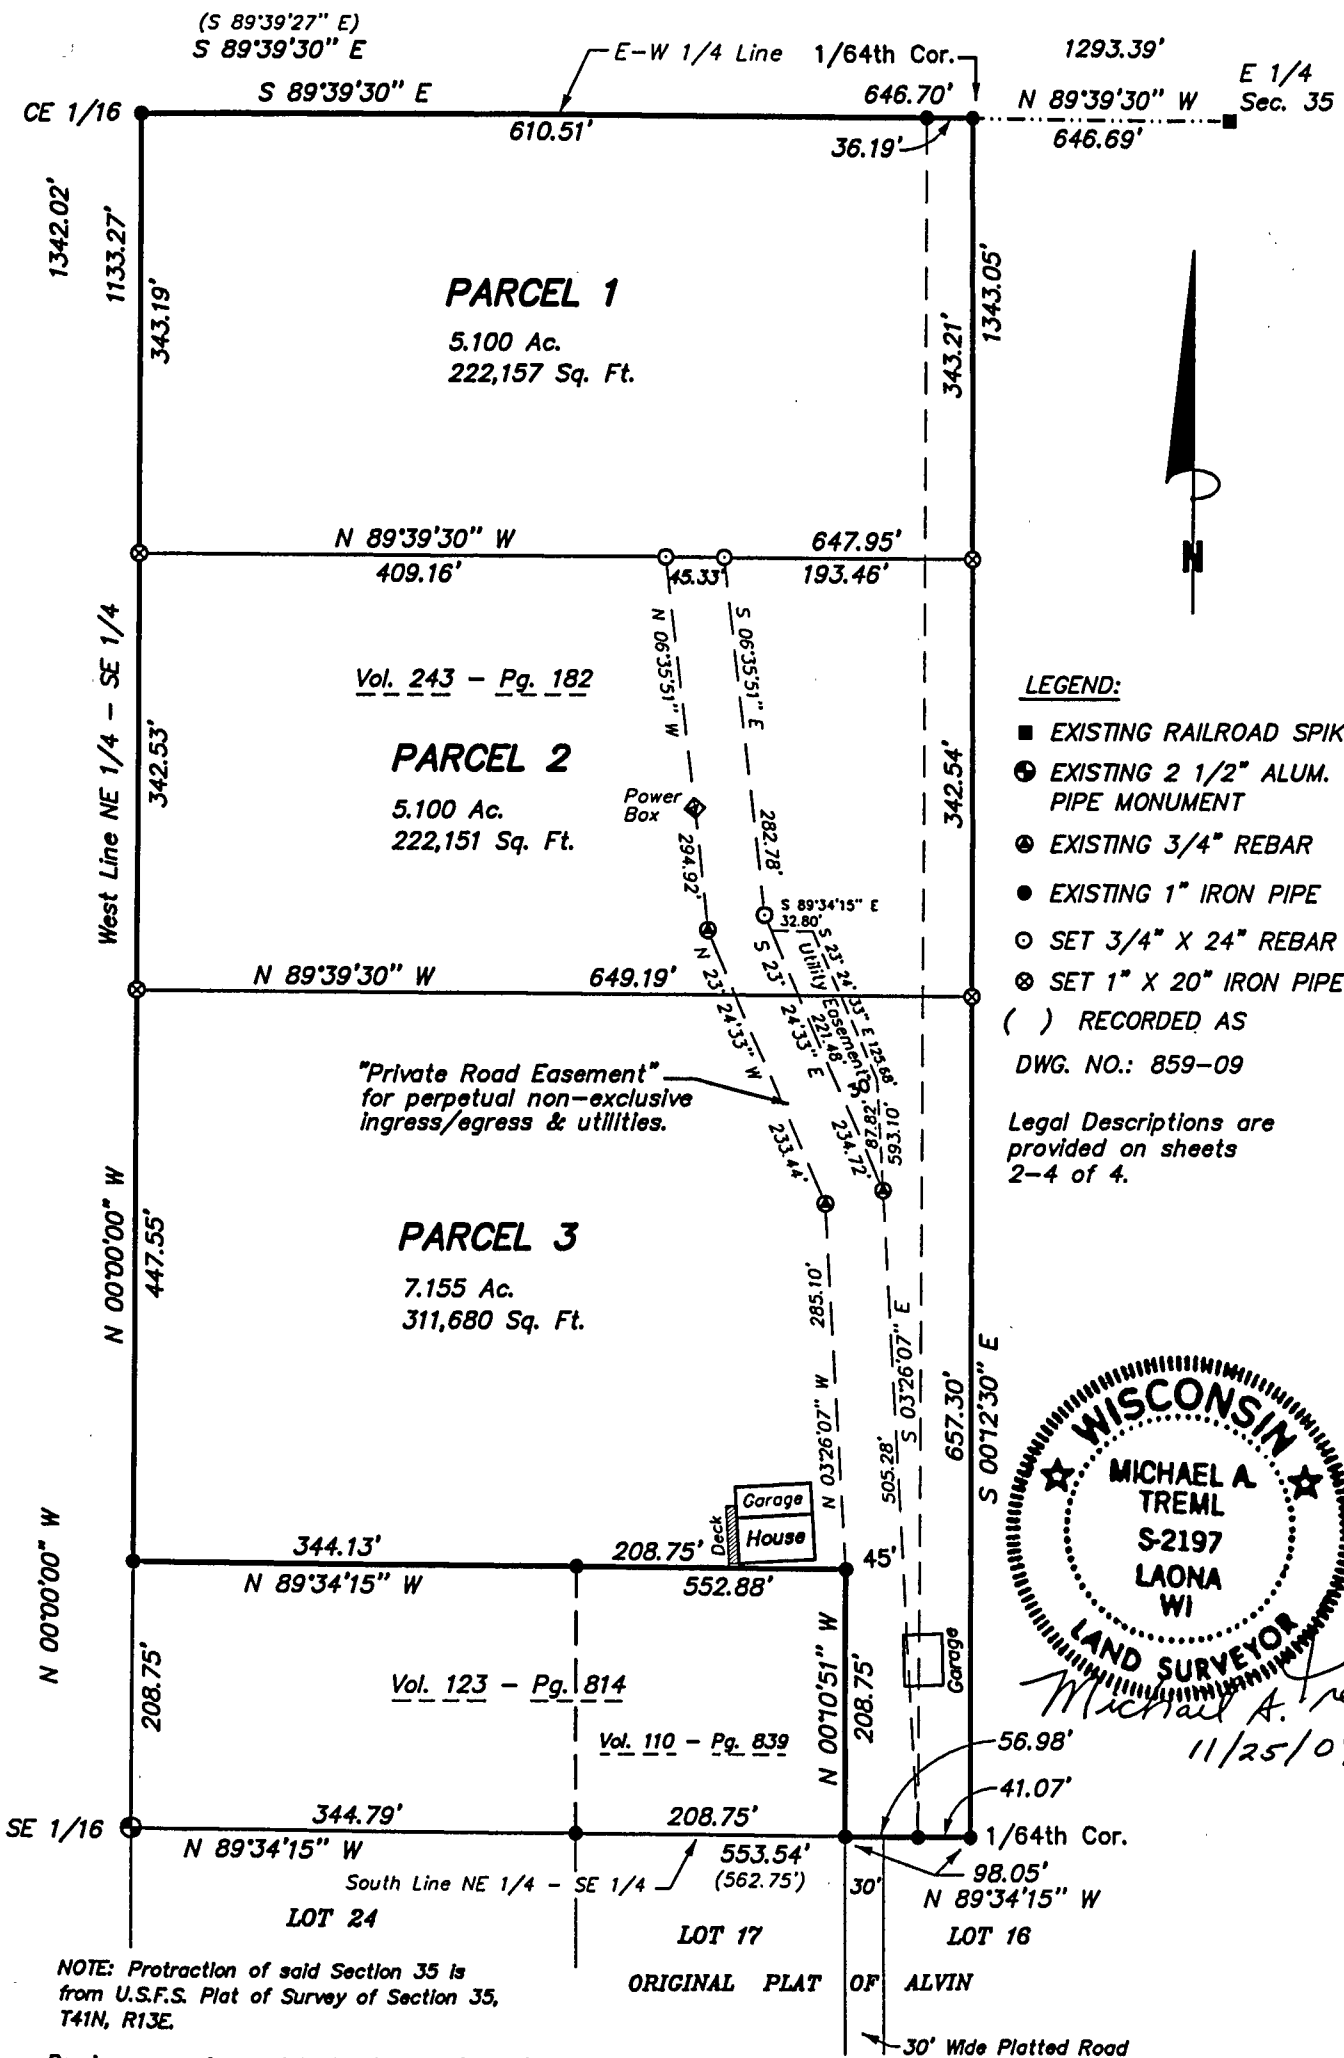 (S 89°39'27" E)
S 89°39'30" E
E-W 1/4 Line
1/64th Cor.
1293.39'
E 1/4
Sec. 35
CE 1/16
S 89°39'30" E
646.70'
N 89°39'30" W
610.51'
36.19'
646.69'
1342.02'
1133.27'
343.19'
PARCEL 1
5.100 Ac.
222,157 Sq. Ft.
343.21'
1343.05'
N
N 89°39'30" W
647.95'
409.16'
45.33'
193.46'
West Line NE 1/4 - SE 1/4
342.53'
Vol. 243 - Pg. 182
PARCEL 2
5.100 Ac.
222,151 Sq. Ft.
Power
Box
N 06°35'51" W
294.92'
S 06°35'51" E
282.78'
342.54'
LEGEND:
EXISTING RAILROAD SPIK
EXISTING 2 1/2" ALUM.
PIPE MONUMENT
EXISTING 3/4" REBAR
EXISTING 1" IRON PIPE
SET 3/4" X 24" REBAR
SET 1" X 20" IRON PIPE
( ) RECORDED AS
DWG. NO.: 859-09
Legal Descriptions are
provided on sheets
2-4 of 4.
S 89°34'15" E
32.80'
S 23° 24'33" E 125.68'
Utility Easement
S 23° 24'33" E
221.48'
234.72'
87.82'
593.10'
N 89°39'30" W
649.19'
N 23° 24'33" W
233.44'
"Private Road Easement"
for perpetual non-exclusive
ingress/egress & utilities.
N 00°00'00" W
447.55'
PARCEL 3
7.155 Ac.
311,680 Sq. Ft.
285.10'
N 03°26'07" W
S 03°26'07" E
505.28'
657.30'
S 00°12'30" E
WISCONSIN
MICHAEL A.
TREML
S-2197
LAONA
WI
LAND SURVEYOR
Michael A.
11/25/0
Garage
House
Deck
344.13'
208.75'
45'
N 89°34'15" W
552.88'
N 00°00'00" W
208.75'
Vol. 123 - Pg. 814
Vol. 110 - Pg. 839
N 00°10'51" W
208.75'
Garage
56.98'
41.07'
SE 1/16
344.79'
208.75'
1/64th Cor.
N 89°34'15" W
553.54'
98.05'
South Line NE 1/4 - SE 1/4
(562.75')
30'
N 89°34'15" W
LOT 24
LOT 17
LOT 16
NOTE: Protraction of said Section 35 is
from U.S.F.S. Plat of Survey of Section 35,
T41N, R13E.
ORIGINAL PLAT OF ALVIN
30' Wide Platted Road